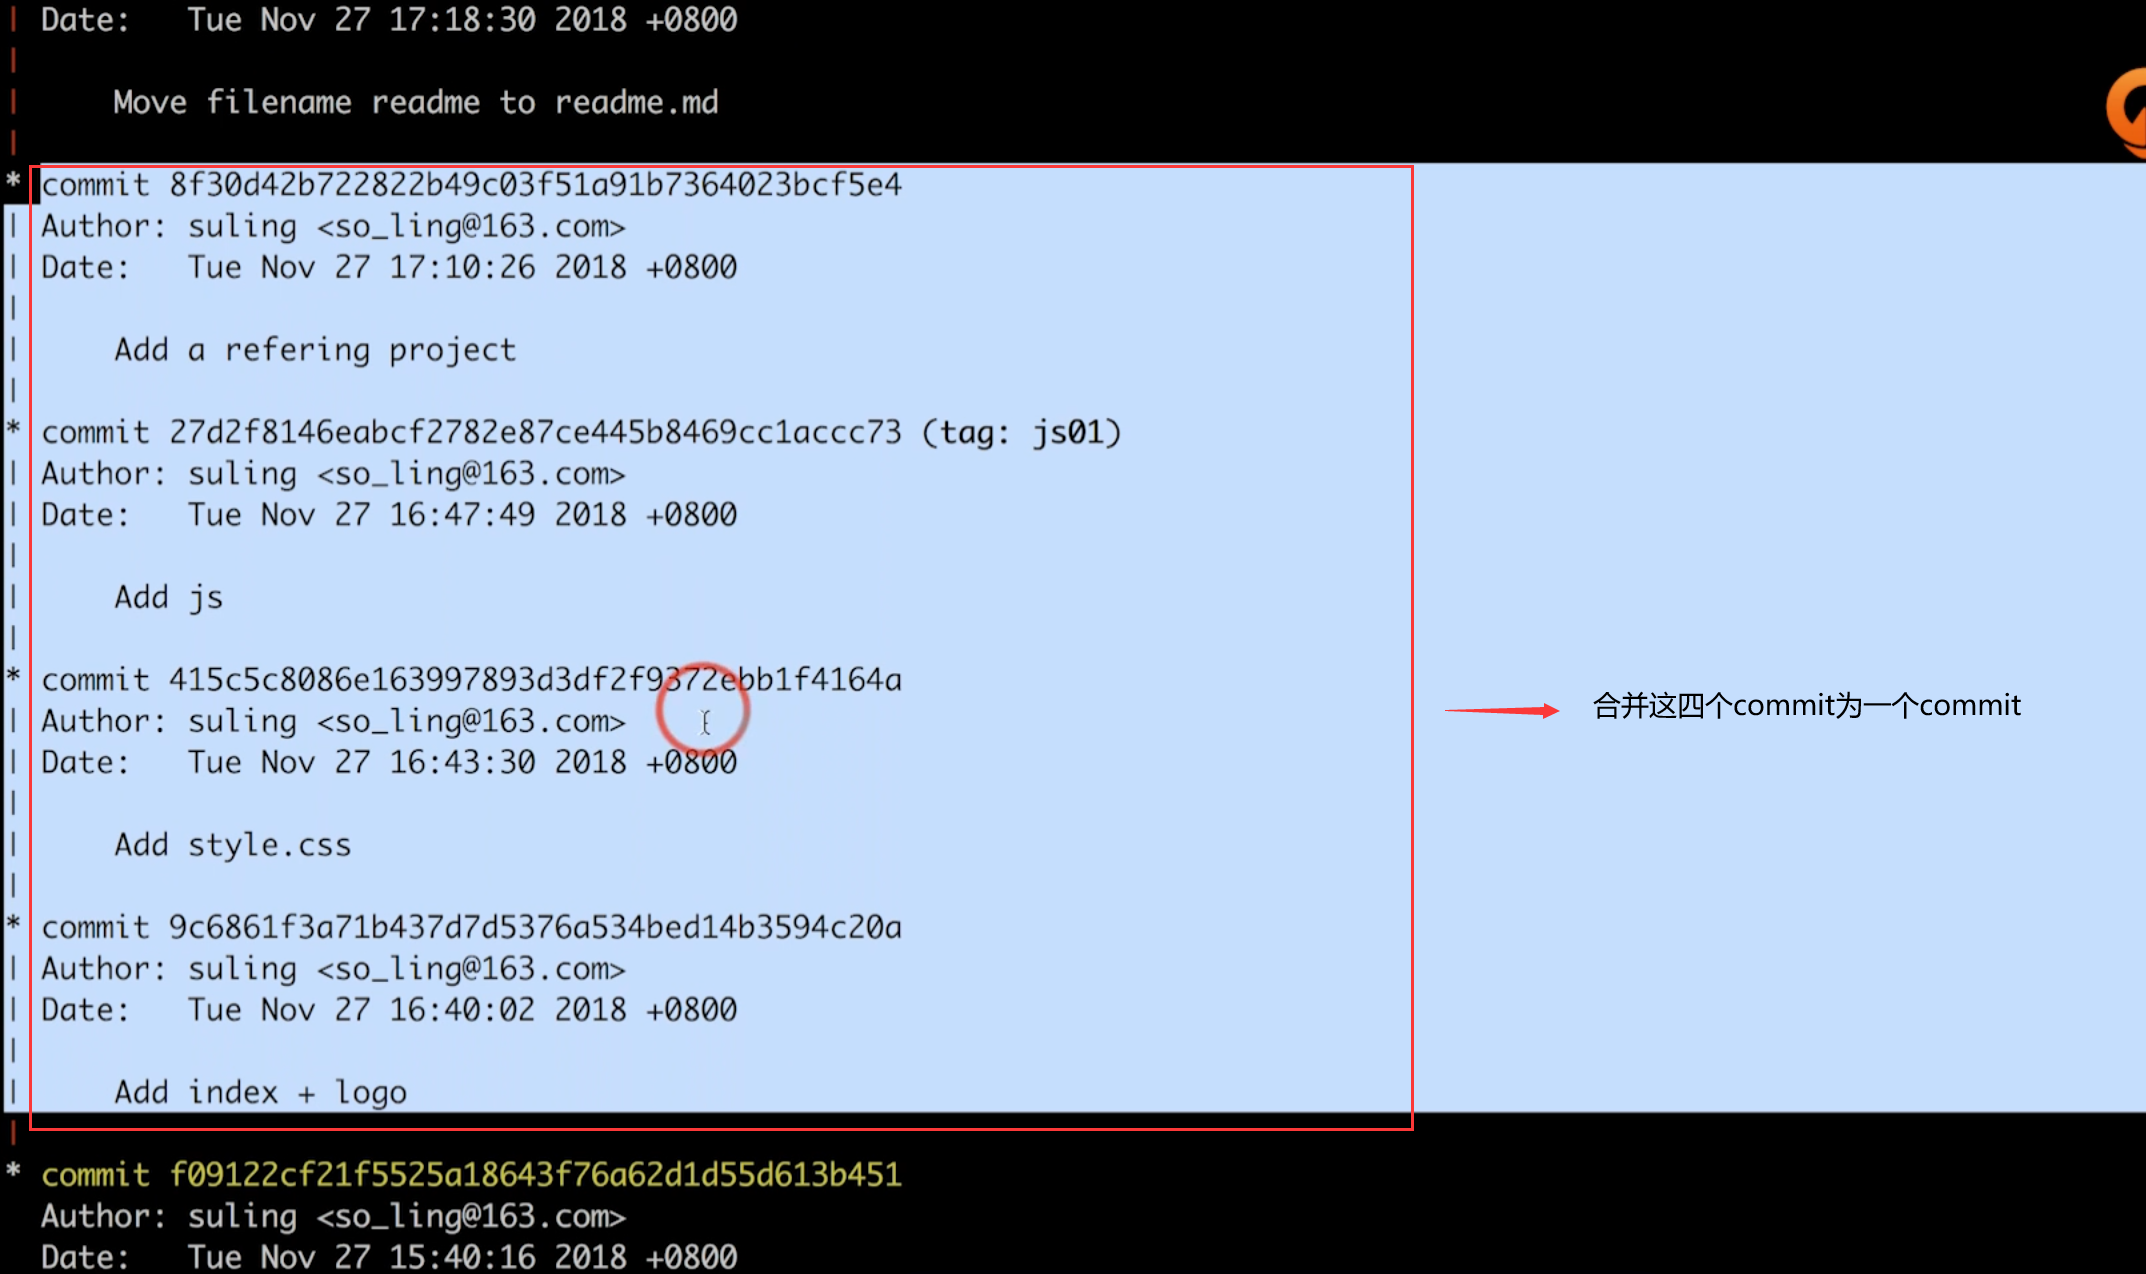 | Date:   Tue Nov 27 17:18:30 2018 +0800
|
|     Move filename readme to readme.md
|
* commit 8f30d42b722822b49c03f51a91b7364023bcf5e4
| Author: suling <so_ling@163.com>
| Date:   Tue Nov 27 17:10:26 2018 +0800
|
|     Add a refering project
|
* commit 27d2f8146eabcf2782e87ce445b8469cc1accc73 (tag: js01)
| Author: suling <so_ling@163.com>
| Date:   Tue Nov 27 16:47:49 2018 +0800
|
|     Add js
|
* commit 415c5c8086e163997893d3df2f9372ebb1f4164a
| Author: suling <so_ling@163.com>
合并这四个commit为一个commit
| Date:   Tue Nov 27 16:43:30 2018 +0800
|
|     Add style.css
|
* commit 9c6861f3a71b437d7d5376a534bed14b3594c20a
| Author: suling <so_ling@163.com>
| Date:   Tue Nov 27 16:40:02 2018 +0800
|
|     Add index + logo
|
* commit f09122cf21f5525a18643f76a62d1d55d613b451
Author: suling <so_ling@163.com>
Date:   Tue Nov 27 15:40:16 2018 +0800